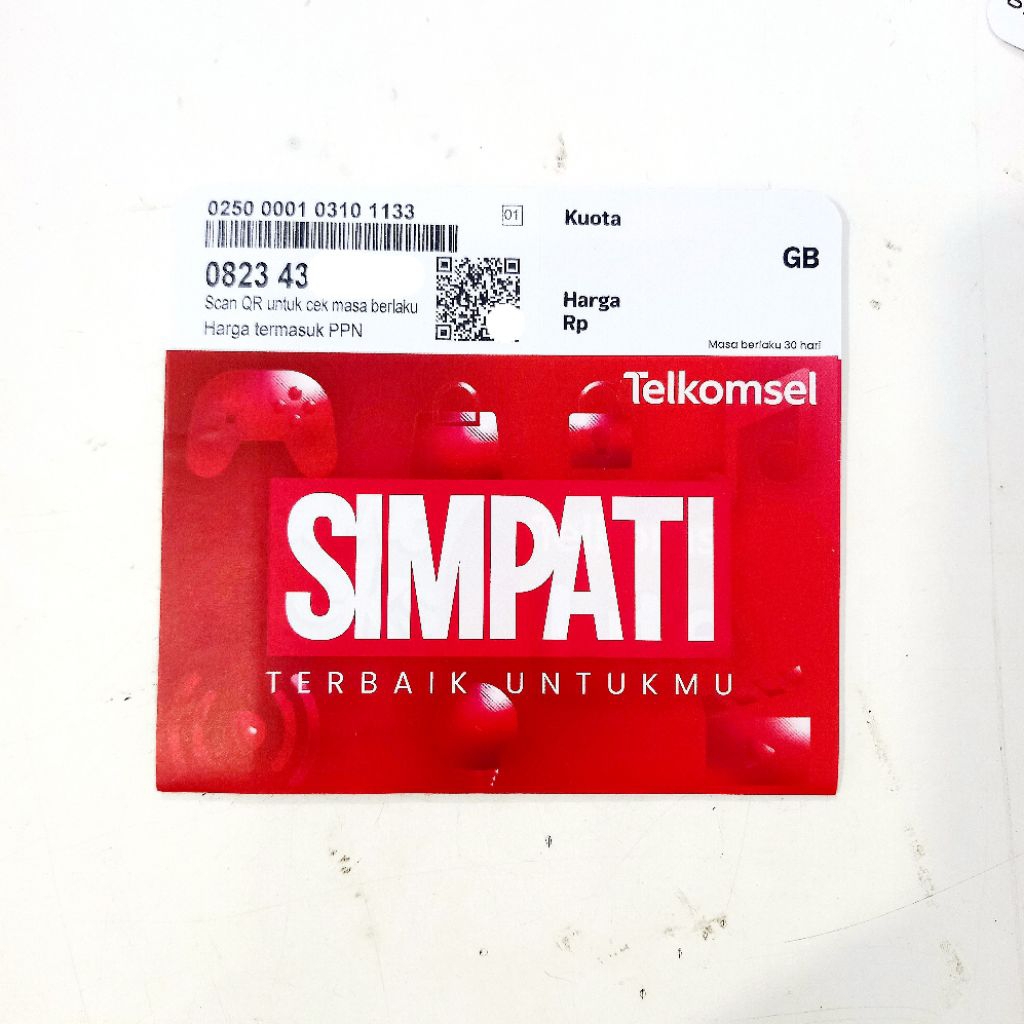 0250 0001 0310 1133
01
0823 43
Scan QR untuk cek masa berlaku
Harga termasuk PPN
Kuota
GB
Harga
Rp
Masa berlaku 30 hari
Telkomsel
SIMPATI
TERBAIK UNTUKMU